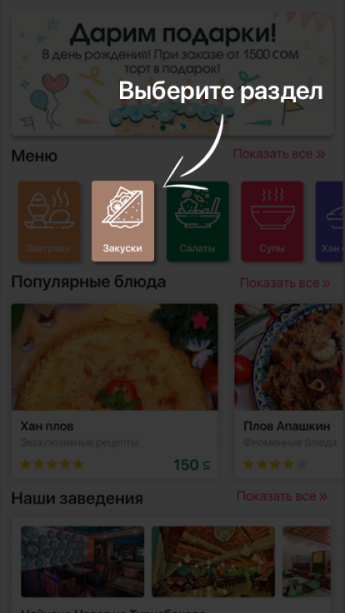 Дарим подарки!
В день рождения! При заказе от 1500 СОМ
торт в подарок!
Выберите раздел
Меню
Показать все »
Завтраки
Закуски
Салаты
Супы
Хан
Популярные блюда
Показать все »
Хан плов
Эксклюзивные рецепты
150 с
Плов Апашкин
Фирменные блюда
Наши заведения
Показать все »